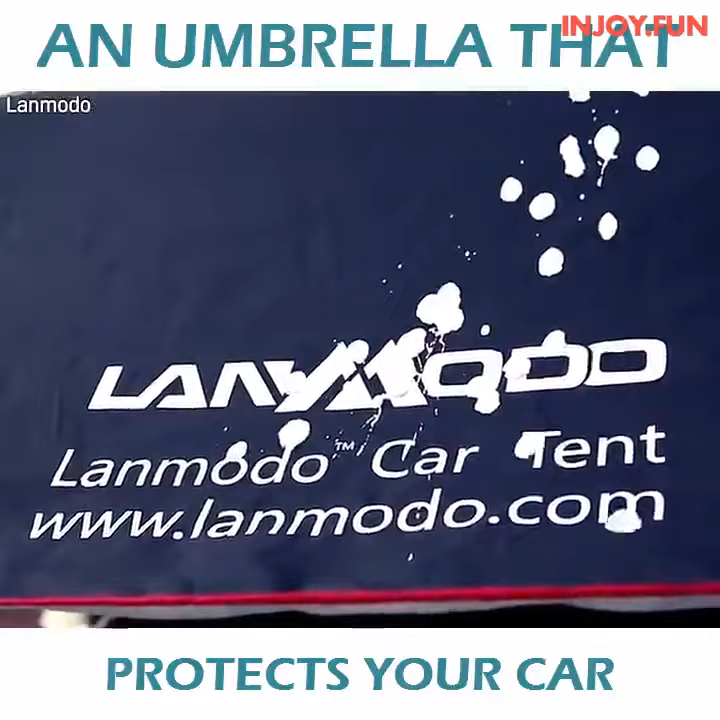 AN UMBRELLA THAT
INJOY.FUN
Lanmodo
LANMODO
Lanmodo™ Car Tent
www.lanmodo.com
PROTECTS YOUR CAR